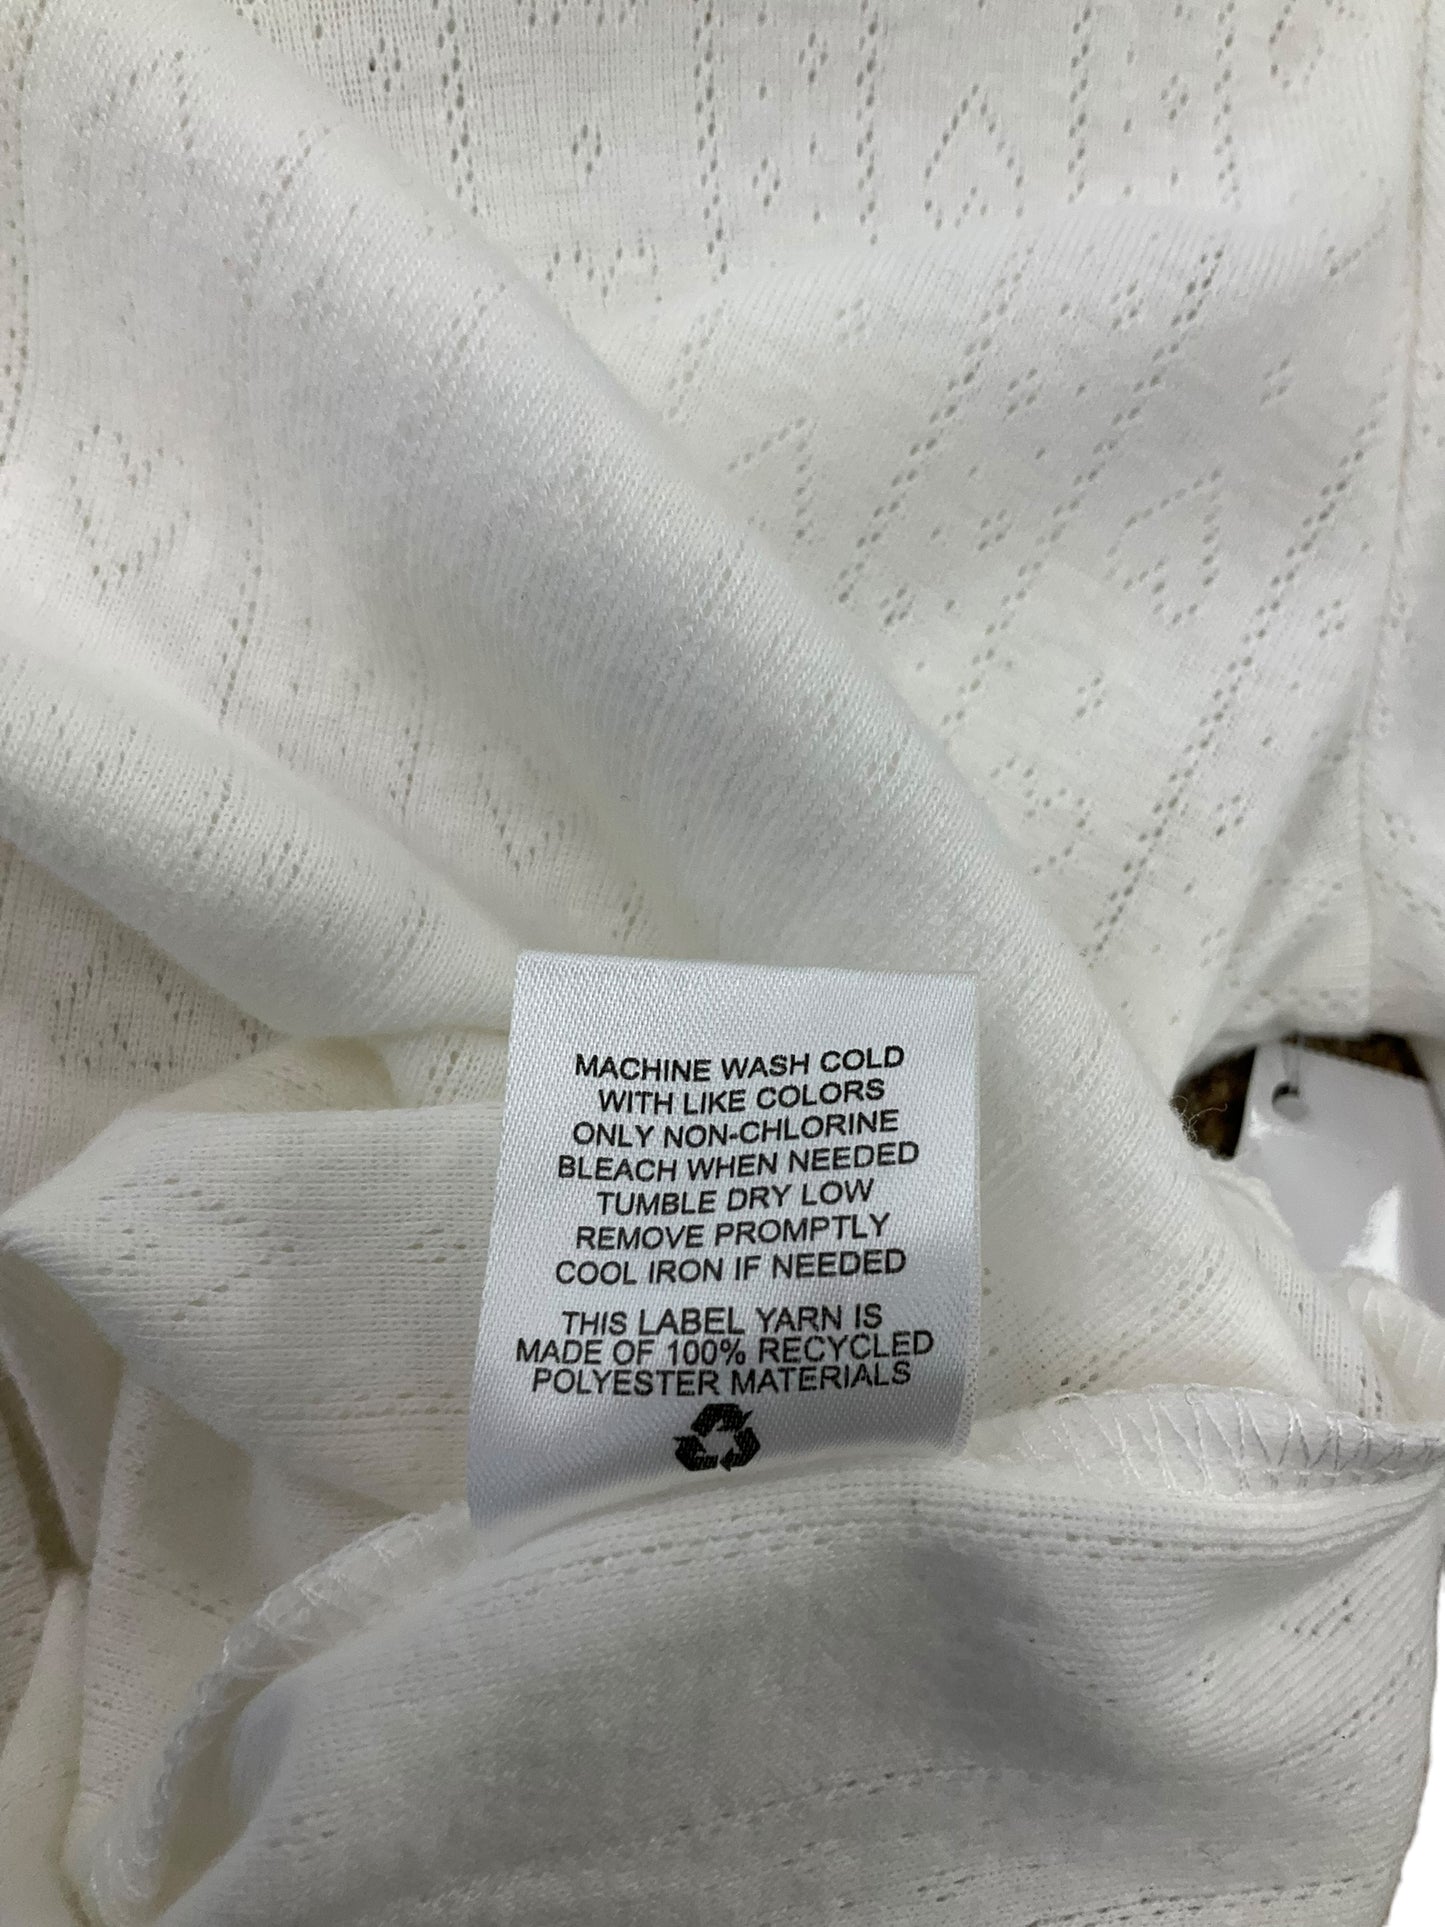 MACHINE WASH COLD
WITH LIKE COLORS
ONLY NON-CHLORINE
BLEACH WHEN NEEDED
TUMBLE DRY LOW
REMOVE PROMPTLY
COOL IRON IF NEEDED
THIS LABEL YARN IS
MADE OF 100% RECYCLED
POLYESTER MATERIALS